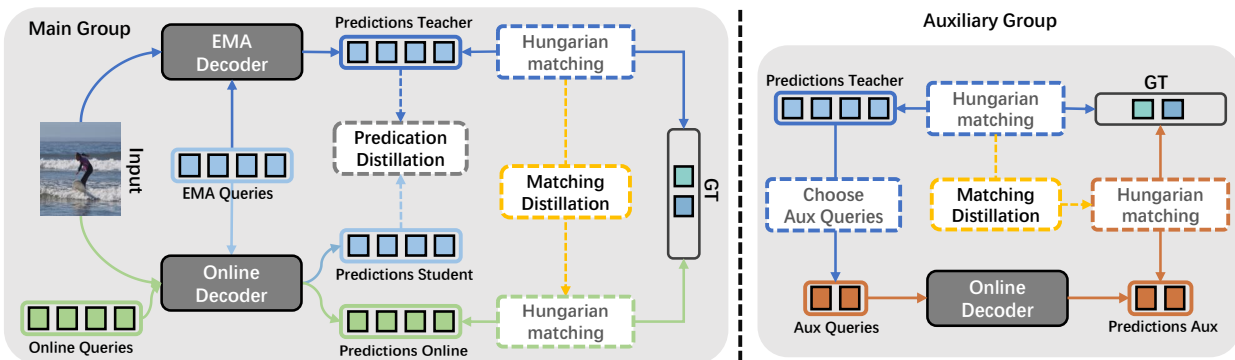 Main Group
EMA
Decoder
Predictions Teacher
Hungarian
matching
Input
EMA Queries
Predication
Distillation
Matching
Distillation
GT
Online
Decoder
Predictions Student
Online Queries
Predictions Online
Hungarian
matching
Auxiliary Group
Predictions Teacher
Hungarian
matching
GT
Choose
Aux Queries
Matching
Distillation
Hungarian
matching
Aux Queries
Online
Decoder
Predictions Aux